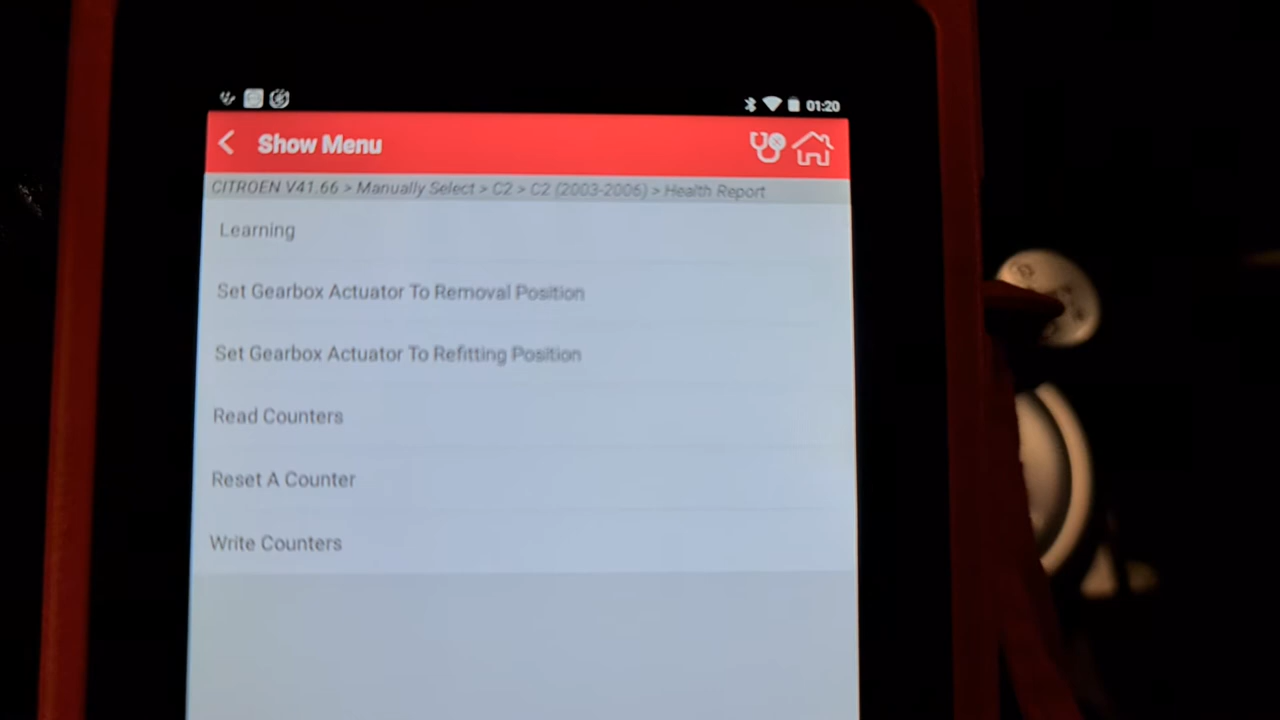 01:20
Show Menu
CITROEN V41.66 > Manually Select > C2 > C2 (2003-2006) > Health Report
Learning
Set Gearbox Actuator To Removal Position
Set Gearbox Actuator To Refitting Position
Read Counters
Reset A Counter
Write Counters